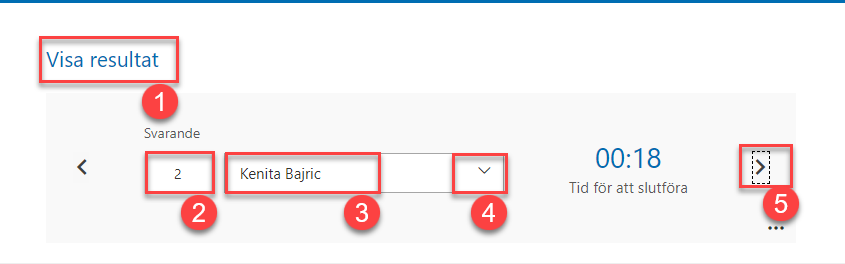 Visa resultat
1
Svarande
2 Kenita Bajric
00:18
Tid för att slutföra
2 3 4 5